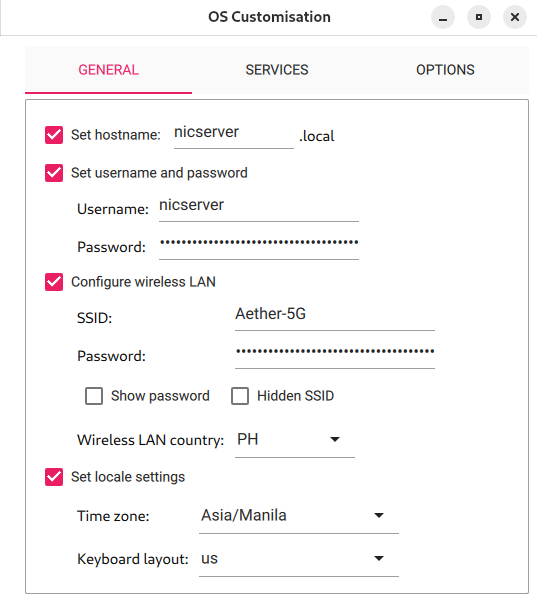 OS Customisation
GENERAL SERVICES OPTIONS
Set hostname: nicserver .local
Set username and password
Username: nicserver
Password: •••••••••••••••••••••••••••••••••••••
Configure wireless LAN
SSID: Aether-5G
Password: •••••••••••••••••••••••••••••••••••••
Show password Hidden SSID
Wireless LAN country: PH
Set locale settings
Time zone: Asia/Manila
Keyboard layout: us